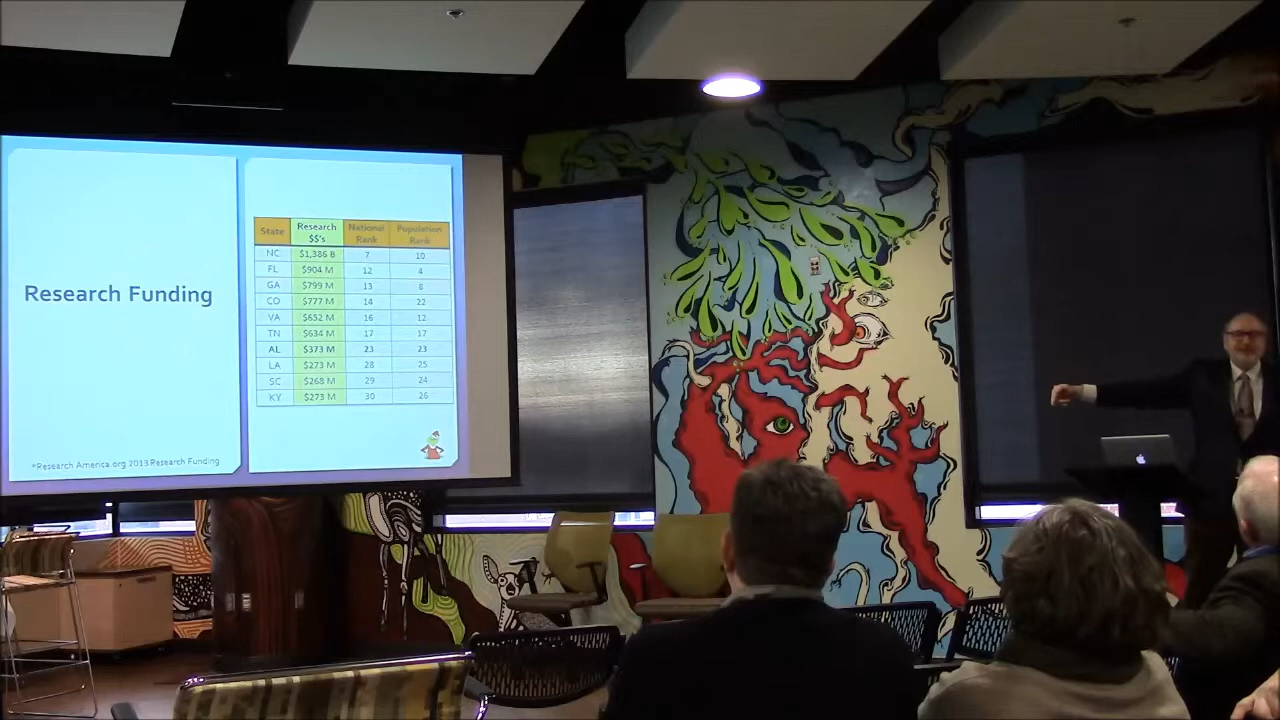 Research Funding
*Research America.org 2013 Research Funding
State Research $$'s National Rank Population Rank
NC $1,386 B 7 10
FL $904 M 12 4
GA $799 M 13 8
CO $777 M 14 22
VA $652 M 16 12
TN $634 M 17 17
AL $373 M 23 23
LA $273 M 28 25
SC $268 M 29 24
KY $273 M 30 26